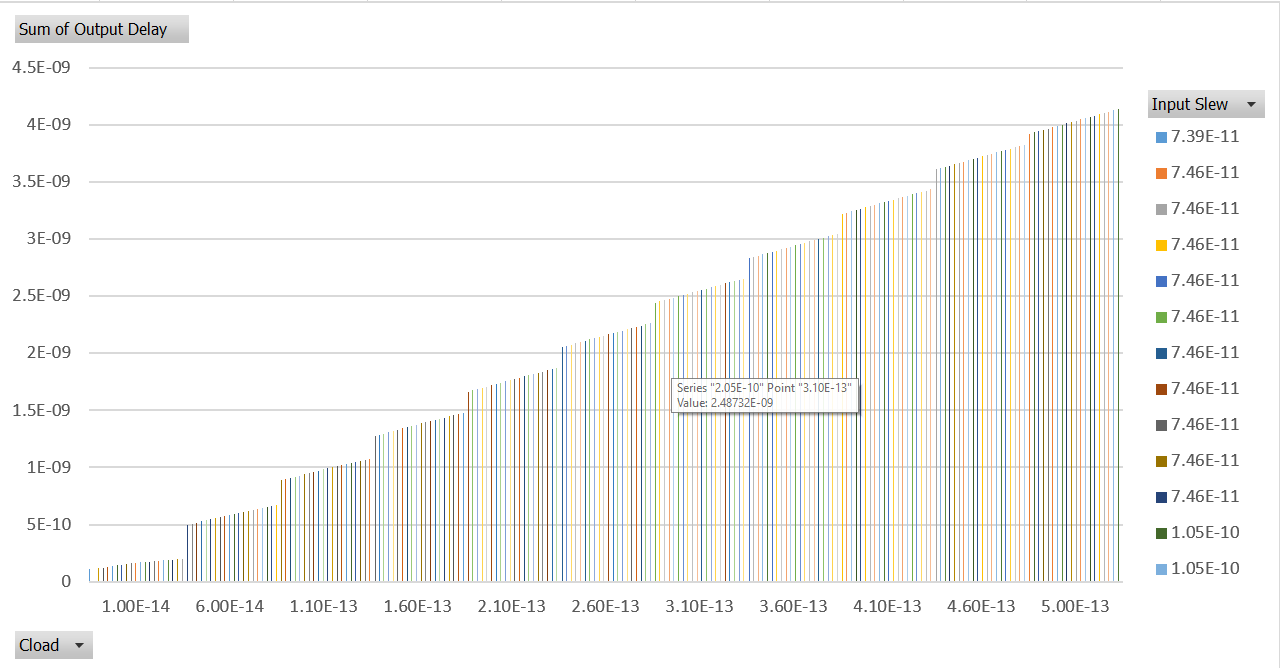 Sum of Output Delay
4.5E-09
4E-09
3.5E-09
3E-09
2.5E-09
2E-09
1.5E-09
1E-09
5E-10
0
1.00E-14 6.00E-14 1.10E-13 1.60E-13 2.10E-13 2.60E-13 3.10E-13 3.60E-13 4.10E-13 4.60E-13 5.00E-13
Series "2.05E-10" Point "3.10E-13"
Value: 2.48732E-09
Input Slew
7.39E-11
7.46E-11
7.46E-11
7.46E-11
7.46E-11
7.46E-11
7.46E-11
7.46E-11
7.46E-11
7.46E-11
7.46E-11
1.05E-10
1.05E-10
Cload